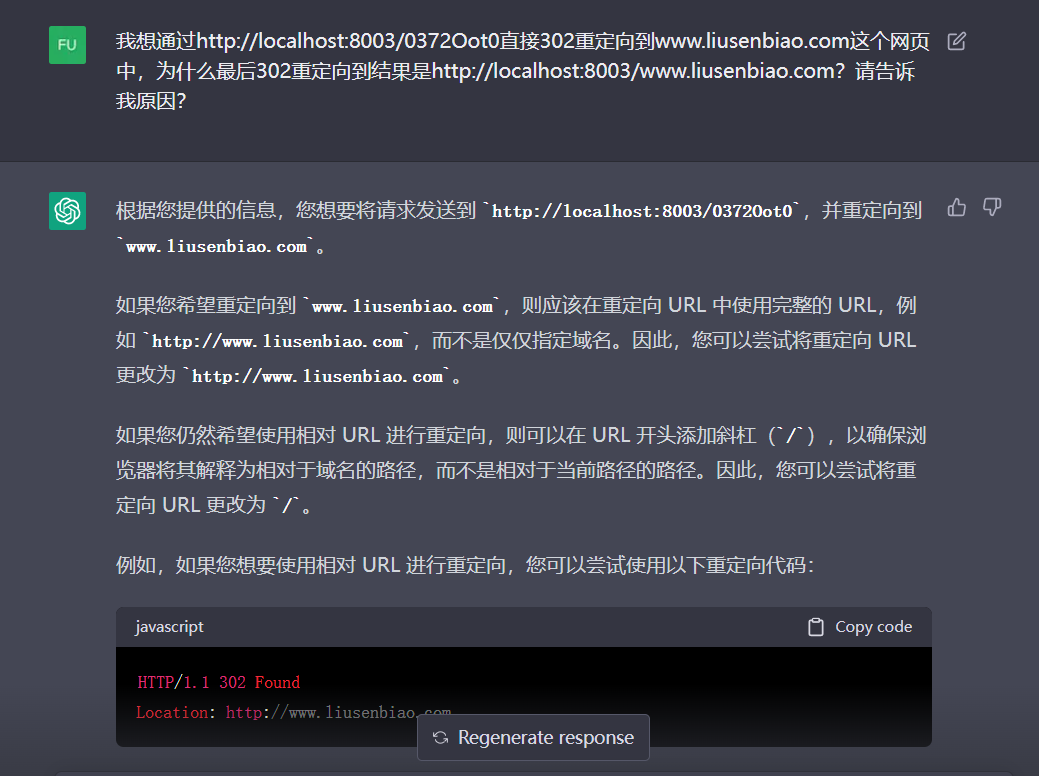 FU
我想通过http://localhost:8003/0372Oot0直接302重定向到www.liusenbiao.com这个网页
中，为什么最后302重定向到结果是http://localhost:8003/www.liusenbiao.com？请告诉
我原因？
根据您提供的信息，您想要将请求发送到 `http://localhost:8003/0372Oot0`，并重定向到
`www.liusenbiao.com`。
如果您希望重定向到 `www.liusenbiao.com`，则应该在重定向 URL 中使用完整的 URL，例
如 `http://www.liusenbiao.com`，而不是仅仅指定域名。因此，您可以尝试将重定向 URL
更改为 `http://www.liusenbiao.com`。
如果您仍然希望使用相对 URL 进行重定向，则可以在 URL 开头添加斜杠（`/`），以确保浏
览器将其解释为相对于域名的路径，而不是相对于当前路径的路径。因此，您可以尝试将重
定向 URL 更改为 `/`。
例如，如果您想要使用相对 URL 进行重定向，您可以尝试使用以下重定向代码：
javascript
Copy code
HTTP/1.1 302 Found
Location: http://www.liusenbiao.com
Regenerate response